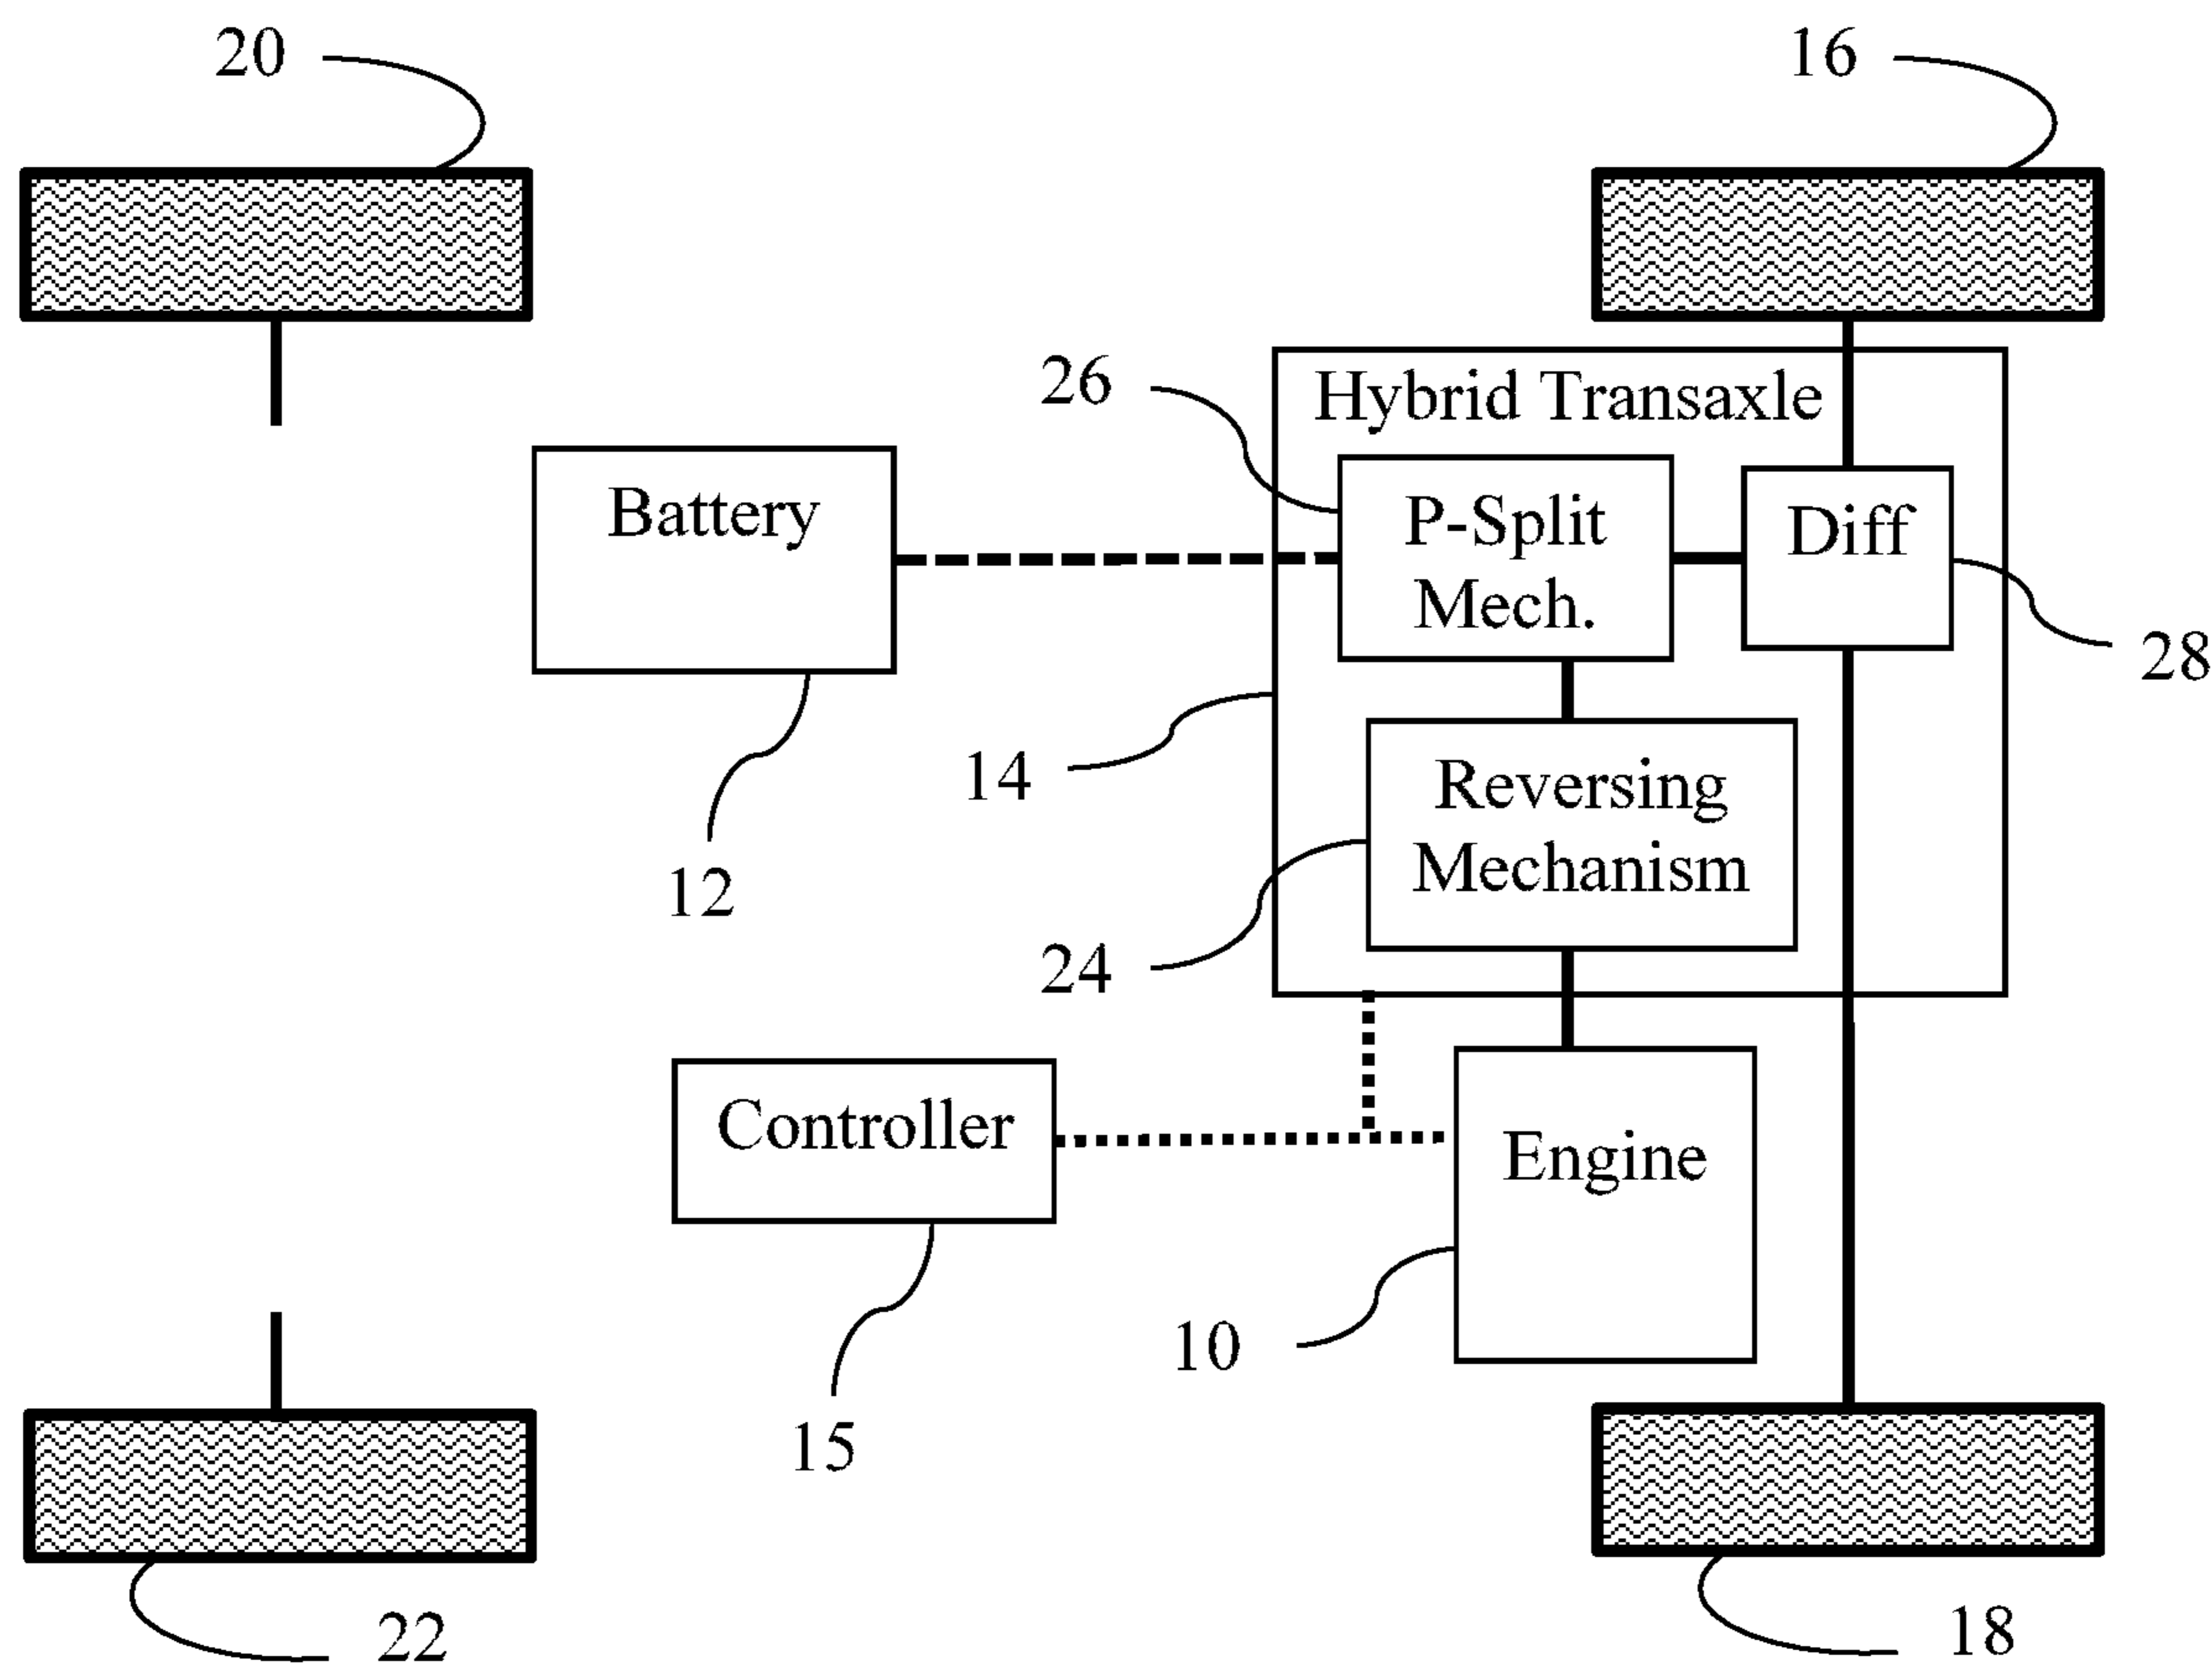 20
16
26
Hybrid Transaxle
Battery
P-Split
Mech.
Diff
28
14
Reversing
Mechanism
12
24
Controller
Engine
10
15
22
18